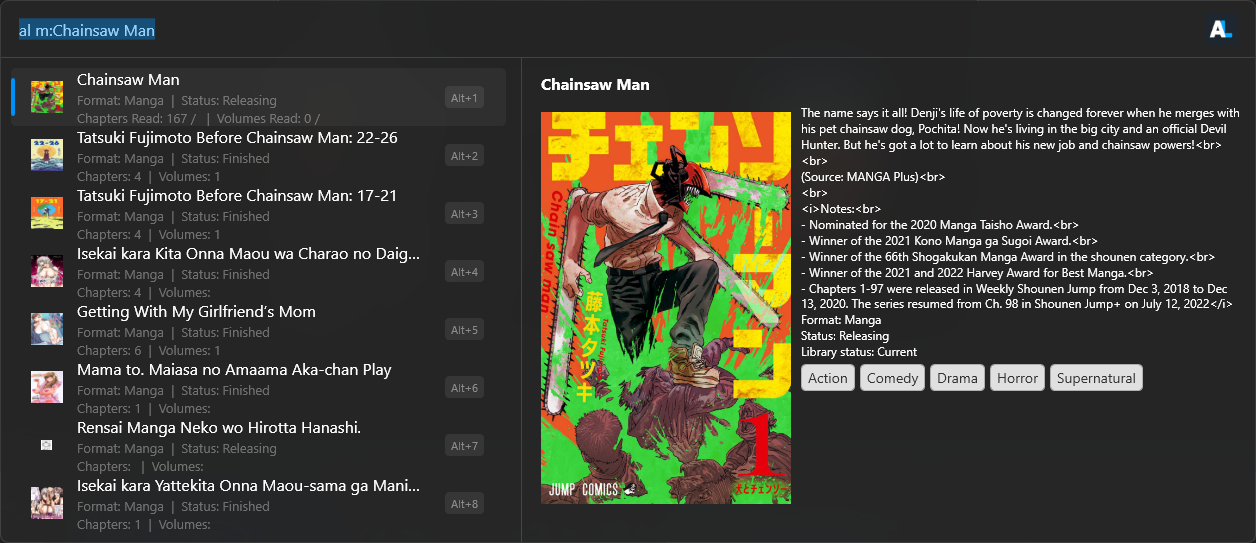 al m:Chainsaw Man
AL
Chainsaw Man
Format: Manga | Status: Releasing
Chapters Read: 167 / | Volumes Read: 0 /
Alt+1
Tatsuki Fujimoto Before Chainsaw Man: 22-26
Format: Manga | Status: Finished
Chapters: 4 | Volumes: 1
Alt+2
Tatsuki Fujimoto Before Chainsaw Man: 17-21
Format: Manga | Status: Finished
Chapters: 4 | Volumes: 1
Alt+3
Isekai kara Kita Onna Maou wa Charao no Daig...
Format: Manga | Status: Finished
Chapters: 4 | Volumes:
Alt+4
Getting With My Girlfriend's Mom
Format: Manga | Status: Finished
Chapters: 6 | Volumes: 1
Alt+5
Mama to. Maiasa no Amaama Aka-chan Play
Format: Manga | Status: Finished
Chapters: 1 | Volumes:
Alt+6
Rensai Manga Neko wo Hirotta Hanashi.
Format: Manga | Status: Releasing
Chapters: | Volumes:
Alt+7
Isekai kara Yattekita Onna Maou-sama ga Mani...
Format: Manga | Status: Finished
Chapters: 1 | Volumes:
Alt+8
Chainsaw Man
チェンソーマン
Chain saw man
藤本タツキ
Tatsuki Fuji
1
JUMP COMICS
犬とチェンソー
The name says it all! Denji's life of poverty is changed forever when he merges with
his pet chainsaw dog, Pochita! Now he's living in the big city and an official Devil
Hunter. But he's got a lot to learn about his new job and chainsaw powers!<br>
<br>
(Source: MANGA Plus)<br>
<br>
<i>Notes:<br>
- Nominated for the 2020 Manga Taisho Award.<br>
- Winner of the 2021 Kono Manga ga Sugoi Award.<br>
- Winner of the 66th Shogakukan Manga Award in the shounen category.<br>
- Winner of the 2021 and 2022 Harvey Award for Best Manga.<br>
- Chapters 1-97 were released in Weekly Shounen Jump from Dec 3, 2018 to Dec
13, 2020. The series resumed from Ch. 98 in Shounen Jump+ on July 12, 2022</i>
Format: Manga
Status: Releasing
Library status: Current
Action Comedy Drama Horror Supernatural